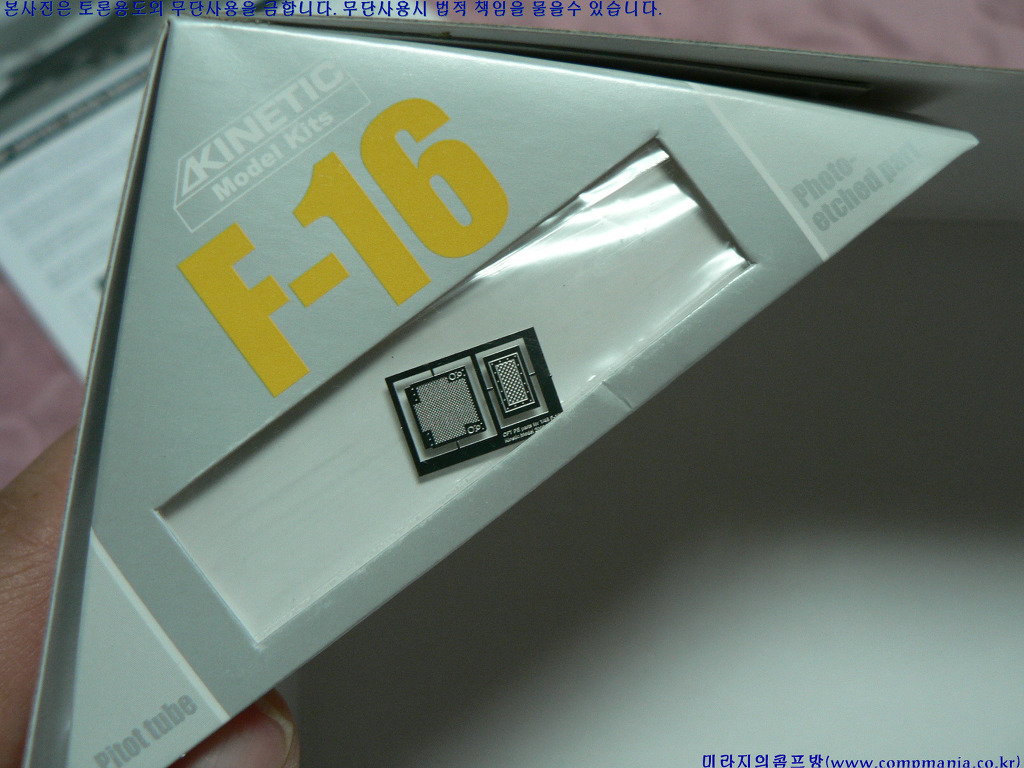 본사진은 토론용도외 무단사용을 금합니다. 무단사용시 법적 책임을 물을수 있습니다.
KINETIC
Model Kits
F-16
Photo-
etched part
Pitot tube
미라지의콤프방(www.compmania.co.kr)